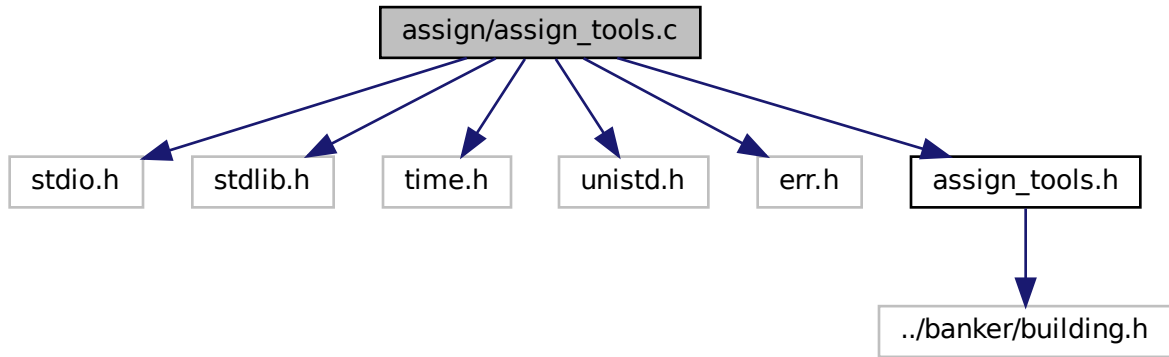 assign/assign_tools.c
stdio.h
stdlib.h
time.h
unistd.h
err.h
assign_tools.h
../banker/building.h